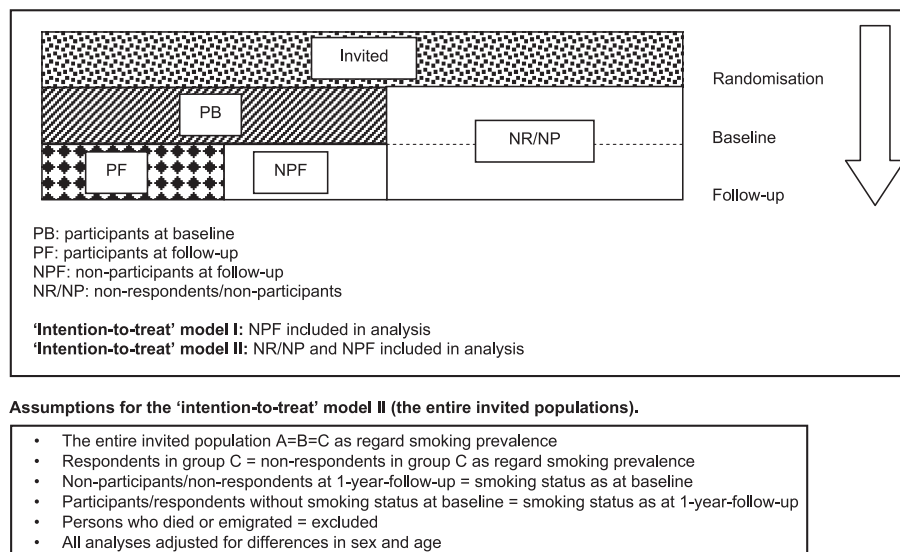 Invited
Randomisation
PB
Baseline
NR/NP
PF
NPF
Follow-up
PB: participants at baseline
PF: participants at follow-up
NPF: non-participants at follow-up
NR/NP: non-respondents/non-participants
‘Intention-to-treat’ model I: NPF included in analysis
‘Intention-to-treat’ model II: NR/NP and NPF included in analysis
Assumptions for the ‘intention-to-treat’ model II (the entire invited populations).
• The entire invited population A=B=C as regard smoking prevalence
• Respondents in group C = non-respondents in group C as regard smoking prevalence
• Non-participants/non-respondents at 1-year-follow-up = smoking status as at baseline
• Participants/respondents without smoking status at baseline = smoking status as at 1-year-follow-up
• Persons who died or emigrated = excluded
• All analyses adjusted for differences in sex and age